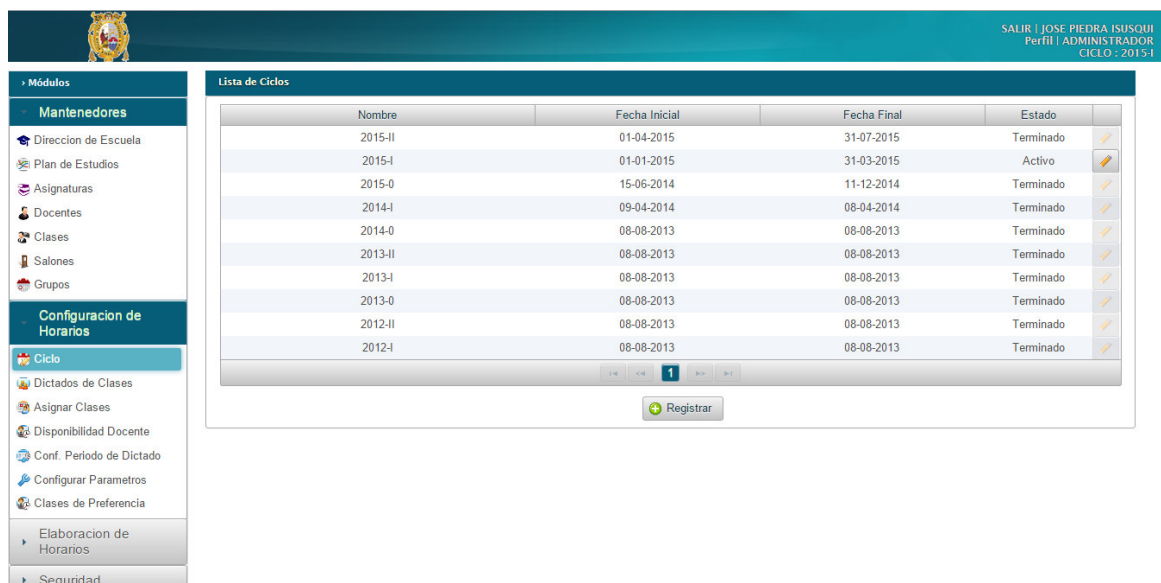 SALIR | JOSE PIEDRA ISUSQUI
Perfil | ADMINISTRADOR
CICLO : 2015-I
Módulos
Mantenedores
Direccion de Escuela
Plan de Estudios
Asignaturas
Docentes
Clases
Salones
Grupos
Configuracion de
Horarios
Ciclo
Dictados de Clases
Asignar Clases
Disponibilidad Docente
Conf. Periodo de Dictado
Configurar Parametros
Clases de Preferencia
Elaboracion de
Horarios
Seguridad
Lista de Ciclos
Nombre Fecha Inicial Fecha Final Estado
2015-II 01-04-2015 31-07-2015 Terminado
2015-I 01-01-2015 31-03-2015 Activo
2015-0 15-06-2014 11-12-2014 Terminado
2014-I 09-04-2014 08-04-2014 Terminado
2014-0 08-08-2013 08-08-2013 Terminado
2013-II 08-08-2013 08-08-2013 Terminado
2013-I 08-08-2013 08-08-2013 Terminado
2013-0 08-08-2013 08-08-2013 Terminado
2012-II 08-08-2013 08-08-2013 Terminado
2012-I 08-08-2013 08-08-2013 Terminado
1
Registrar